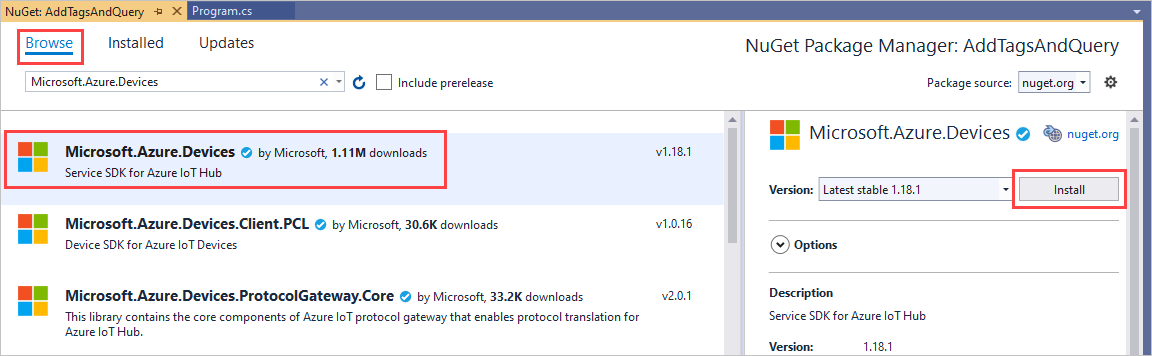 NuGet: AddTagsAndQuery Program.cs
Browse Installed Updates
NuGet Package Manager: AddTagsAndQuery
Microsoft.Azure.Devices
Include prerelease
Package source: nuget.org
Microsoft.Azure.Devices by Microsoft, 1.11M downloads v1.18.1
Service SDK for Azure IoT Hub
Microsoft.Azure.Devices.Client.PCL by Microsoft, 30.6K downloads v1.0.16
Device SDK for Azure IoT Devices
Microsoft.Azure.Devices.ProtocolGateway.Core by Microsoft, 33.2K downloads v2.0.1
This library contains the core components of Azure IoT protocol gateway that enables protocol translation for
Azure IoT Hub.
Microsoft.Azure.Devices nuget.org
Version: Latest stable 1.18.1 Install
Options
Description
Service SDK for Azure IoT Hub
Version: 1.18.1